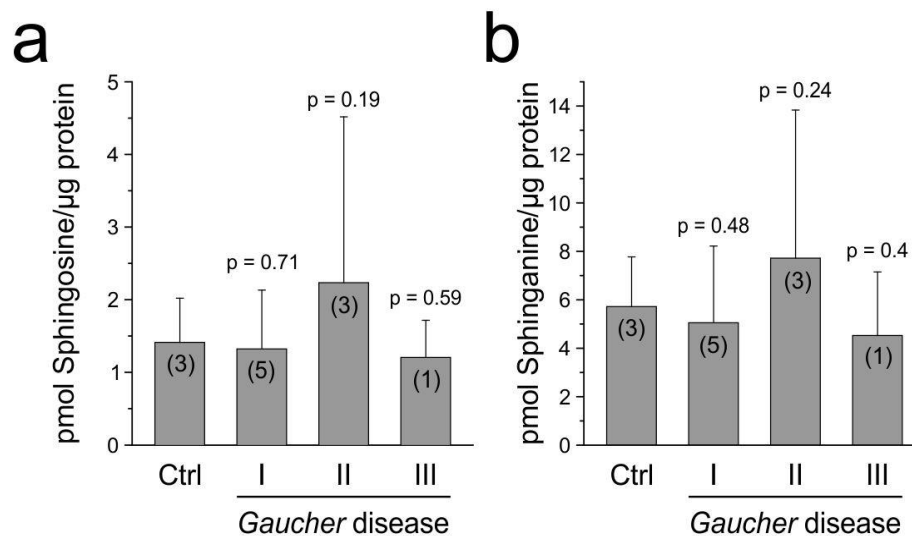 a
pmol Sphingosine/µg protein
5
4
3
2
1
0
p = 0.19
p = 0.71
p = 0.59
(3)
(5)
(3)
(1)
Ctrl I II III
Gaucher disease
b
pmol Sphinganine/µg protein
14
12
10
8
6
4
2
0
p = 0.24
p = 0.48
p = 0.4
(3)
(5)
(3)
(1)
Ctrl I II III
Gaucher disease